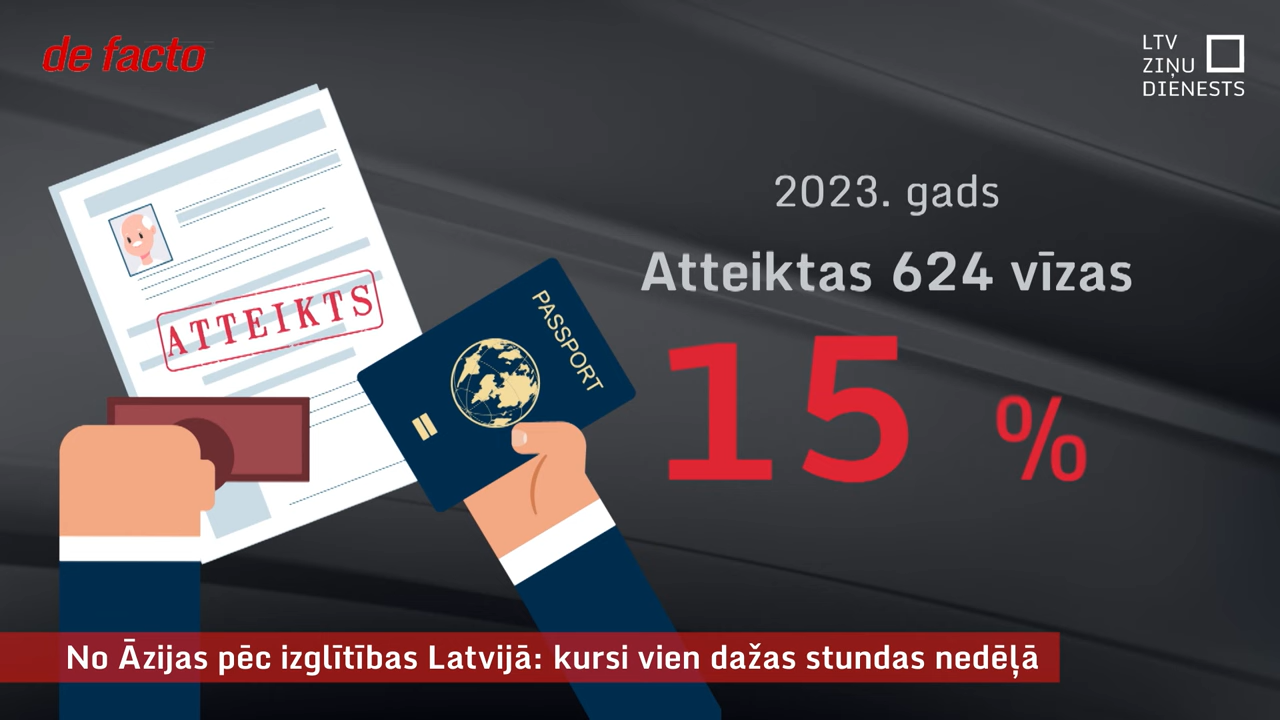 de facto
LTV
ZIŅU
DIENESTS
2023. gads
Atteiktas 624 vīzas
15 %
ATTEIKTS
PASSPORT
No Āzijas pēc izglītības Latvijā: kursi vien dažas stundas nedēļā